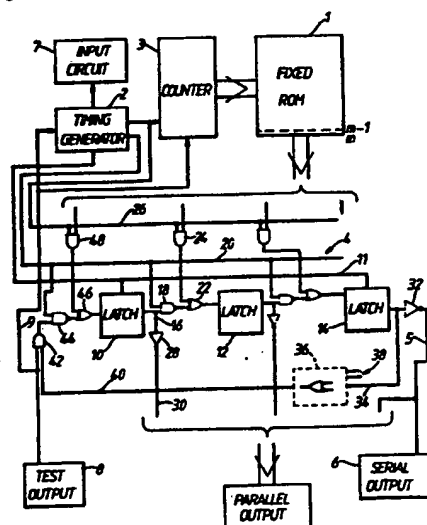 7
INPUT
CIRCUIT
2
TIMING
GENERATOR
3
COUNTER
1
FIXED
ROM
m-1
m
26
48
24
20
4
11
46
18
22
LATCH
LATCH
LATCH
32
9
44
16
10
28
12
14
5
42
36
38
40
34
30
TEST
OUTPUT
8
6
SERIAL
OUTPUT
PARALLEL
OUTPUT